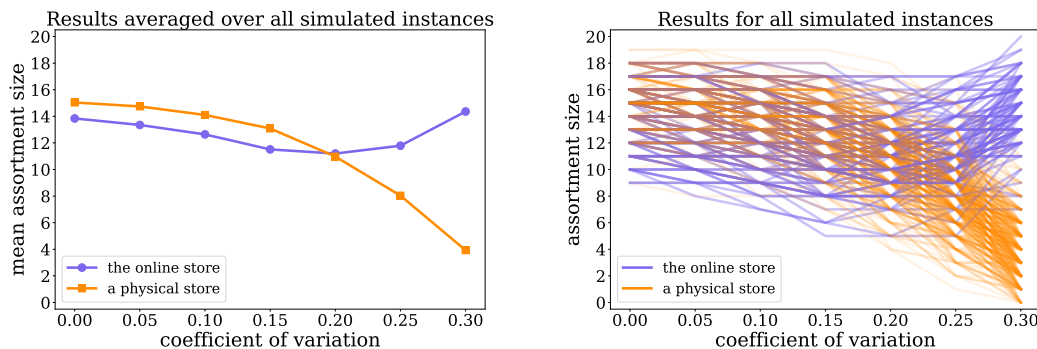 Results averaged over all simulated instances
mean assortment size
20
18
16
14
12
10
8
6
4
2
0
the online store
a physical store
0.00 0.05 0.10 0.15 0.20 0.25 0.30
coefficient of variation
Results for all simulated instances
assortment size
20
18
16
14
12
10
8
6
4
2
0
the online store
a physical store
0.00 0.05 0.10 0.15 0.20 0.25 0.30
coefficient of variation